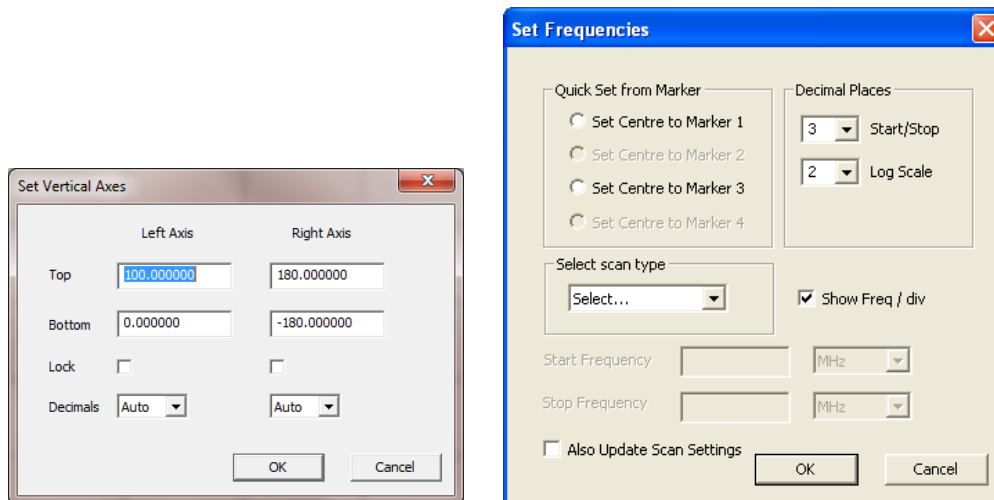 Set Vertical Axes
Left Axis Right Axis
Top 100.000000 180.000000
Bottom 0.000000 -180.000000
Lock
Decimals Auto Auto
OK Cancel
Set Frequencies
Quick Set from Marker
Set Centre to Marker 1
Set Centre to Marker 2
Set Centre to Marker 3
Set Centre to Marker 4
Decimal Places
3 Start/Stop
2 Log Scale
Select scan type
Select...
Show Freq / div
Start Frequency MHz
Stop Frequency MHz
Also Update Scan Settings
OK Cancel